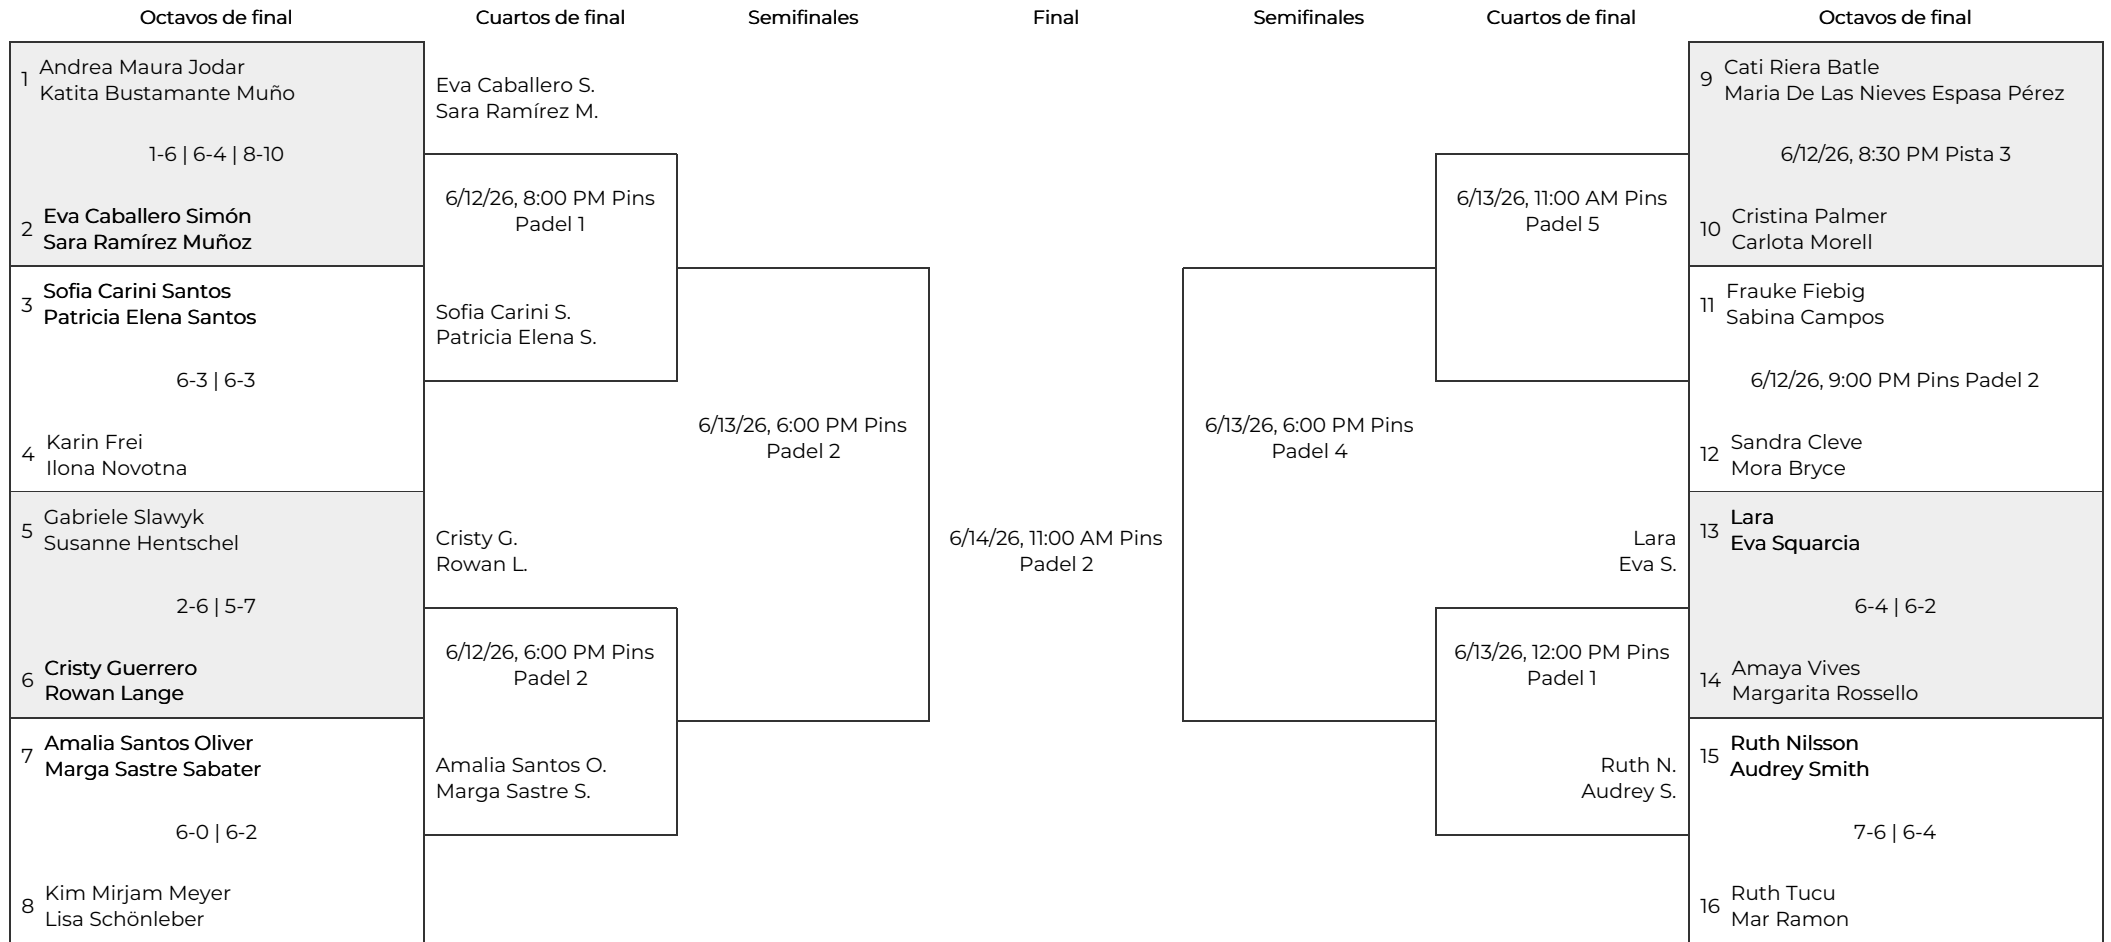 Octavos de final
Cuartos de final
Semifinales
Final
Semifinales
Cuartos de final
Octavos de final
1
Andrea Maura Jodar
Katita Bustamante Muño
1-6 | 6-4 | 8-10
2
Eva Caballero Simón
Sara Ramírez Muñoz
3
Sofia Carini Santos
Patricia Elena Santos
6-3 | 6-3
4
Karin Frei
Ilona Novotna
5
Gabriele Slawyk
Susanne Hentschel
2-6 | 5-7
6
Cristy Guerrero
Rowan Lange
7
Amalia Santos Oliver
Marga Sastre Sabater
6-0 | 6-2
8
Kim Mirjam Meyer
Lisa Schönleber
Eva Caballero S.
Sara Ramírez M.
6/12/26, 8:00 PM Pins
Padel 1
Sofia Carini S.
Patricia Elena S.
Cristy G.
Rowan L.
6/12/26, 6:00 PM Pins
Padel 2
Amalia Santos O.
Marga Sastre S.
6/13/26, 6:00 PM Pins
Padel 2
6/14/26, 11:00 AM Pins
Padel 2
6/13/26, 6:00 PM Pins
Padel 4
6/13/26, 11:00 AM Pins
Padel 5
Lara
Eva S.
6/13/26, 12:00 PM Pins
Padel 1
Ruth N.
Audrey S.
9
Cati Riera Batle
Maria De Las Nieves Espasa Pérez
6/12/26, 8:30 PM Pista 3
10
Cristina Palmer
Carlota Morell
11
Frauke Fiebig
Sabina Campos
6/12/26, 9:00 PM Pins Padel 2
12
Sandra Cleve
Mora Bryce
13
Lara
Eva Squarcia
6-4 | 6-2
14
Amaya Vives
Margarita Rossello
15
Ruth Nilsson
Audrey Smith
7-6 | 6-4
16
Ruth Tucu
Mar Ramon